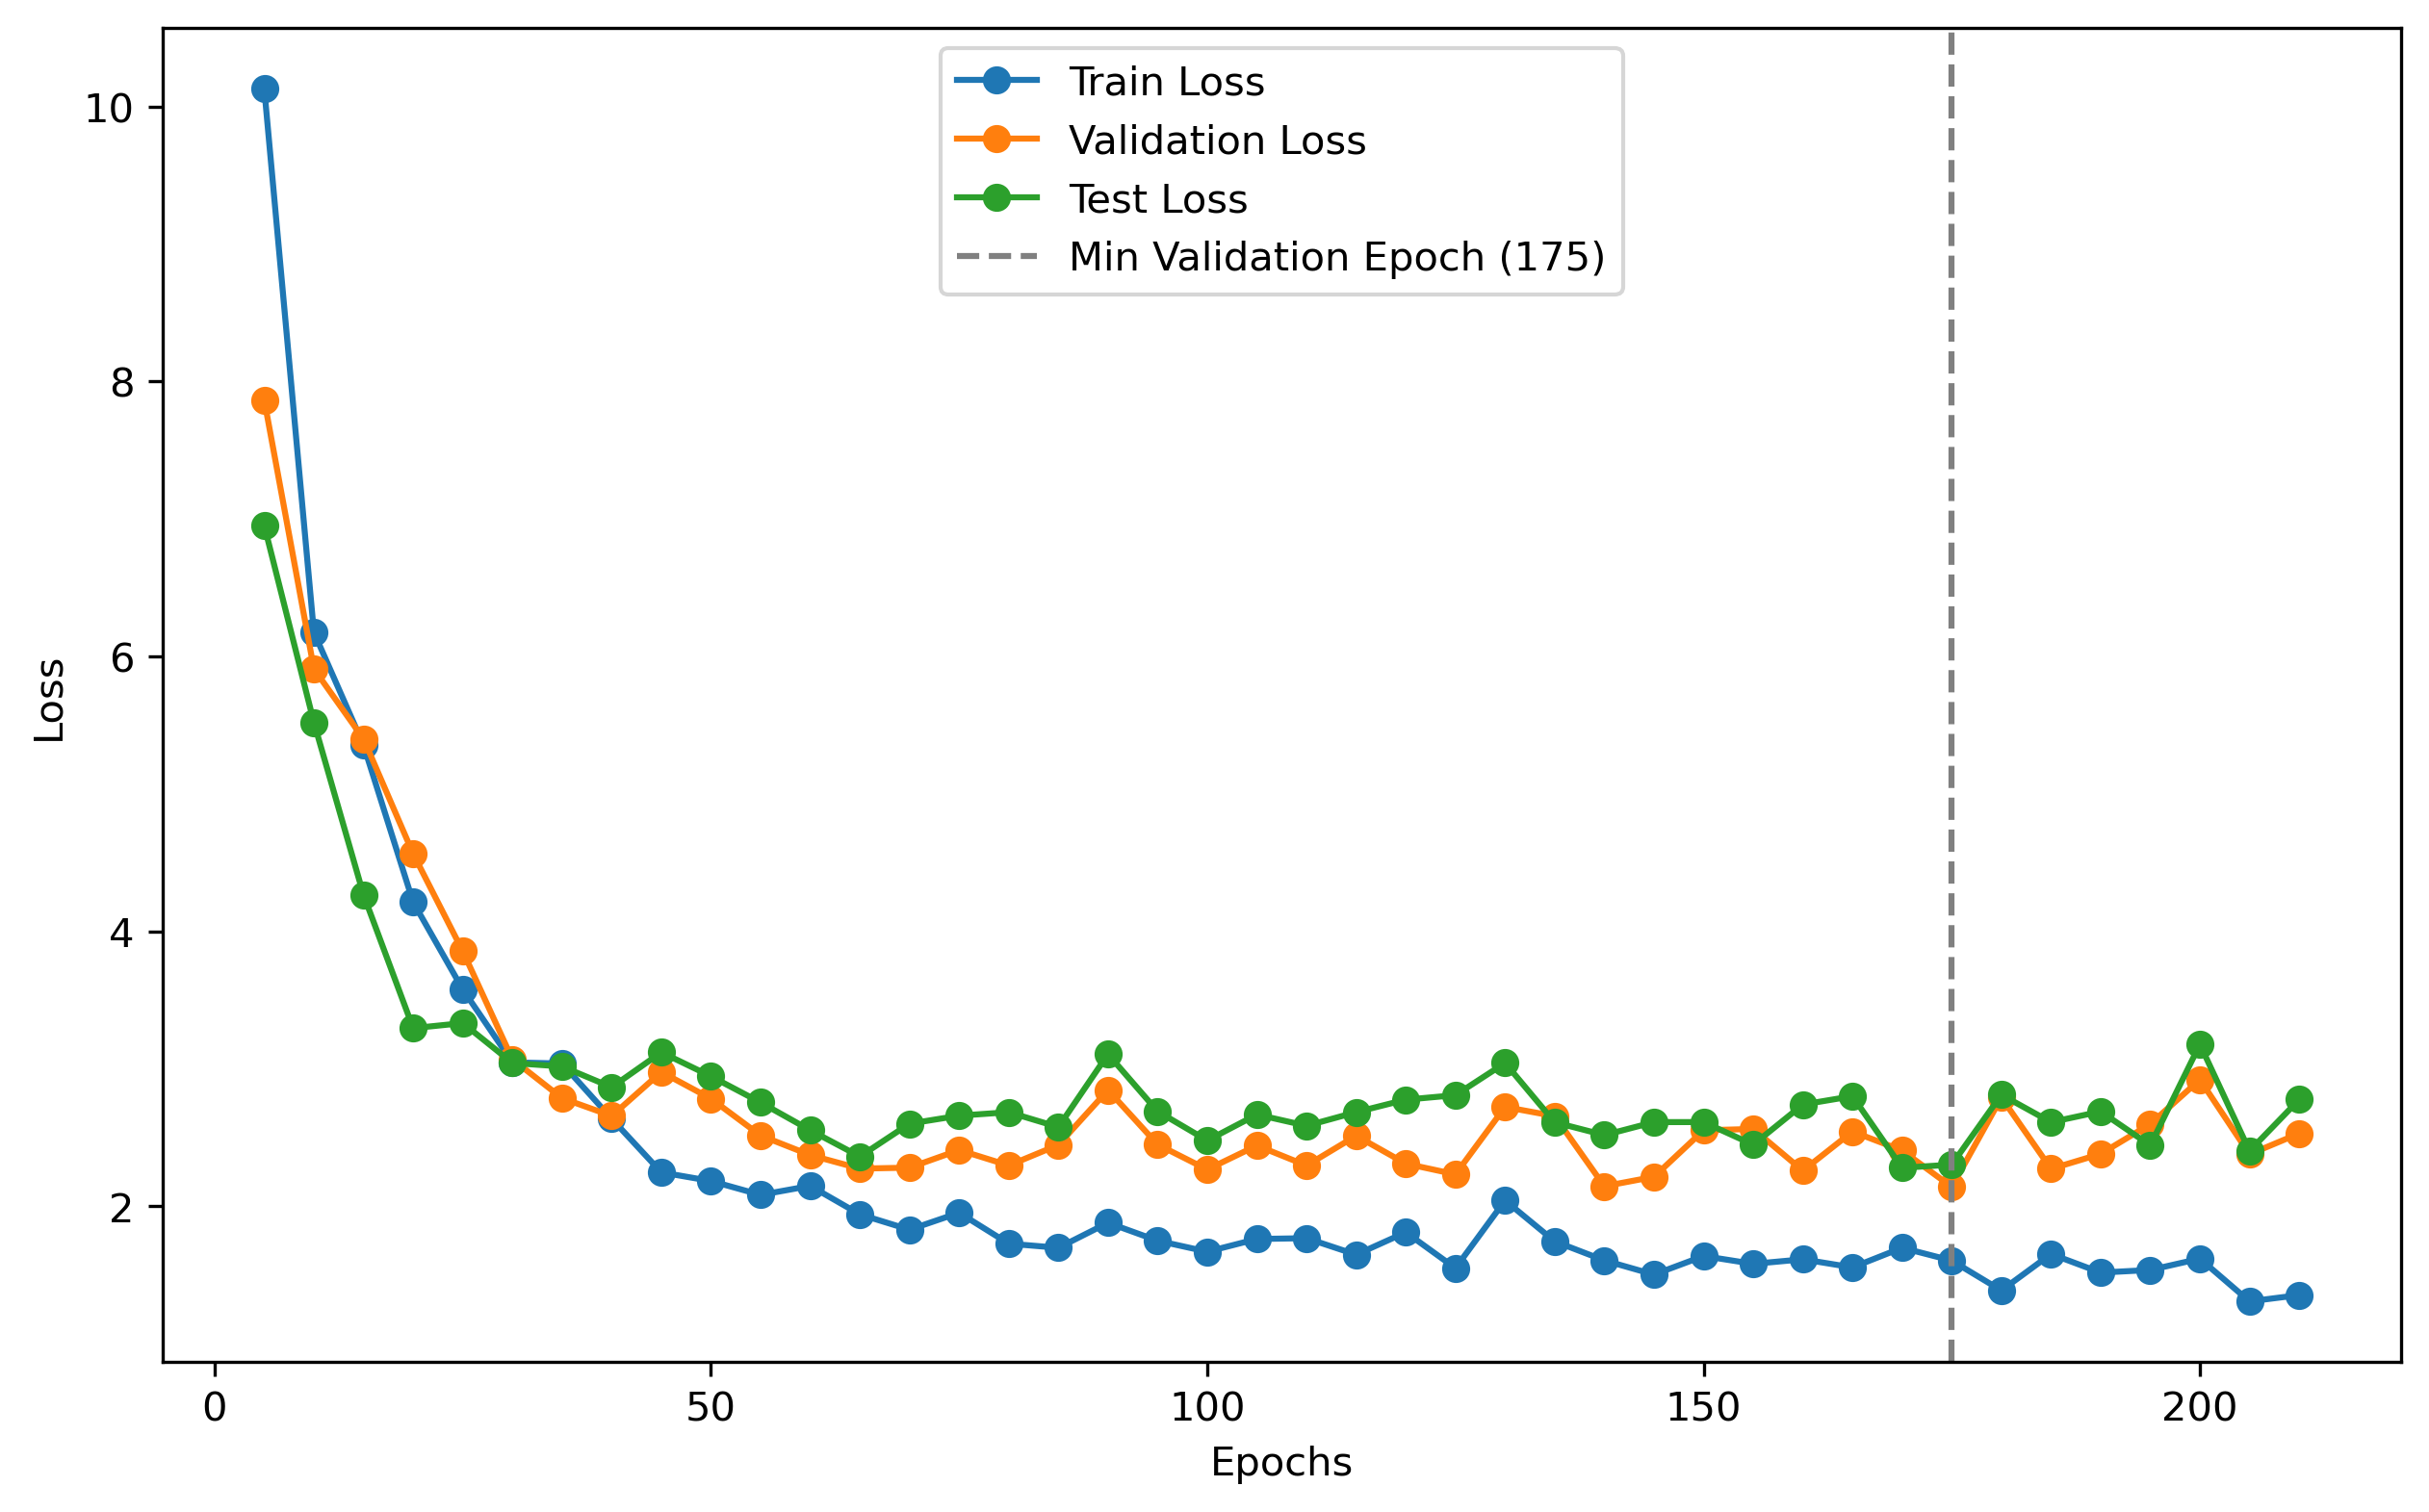 Train Loss
Validation Loss
Test Loss
Min Validation Epoch (175)
10
8
6
4
2
Loss
0 50 100 150 200
Epochs